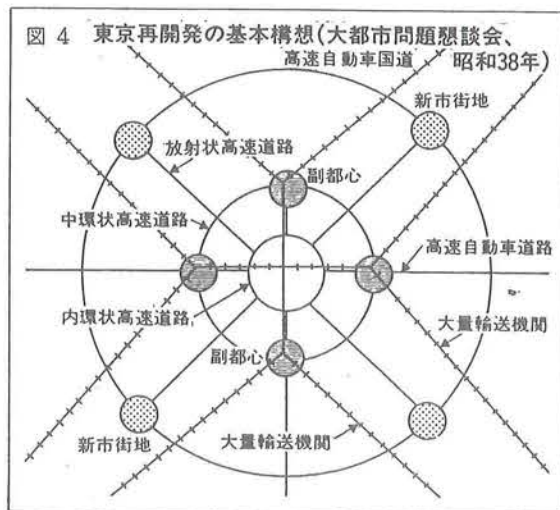 図4 東京再開発の基本構想(大都市問題懇談会、
昭和38年)
高速自動車国道
新市街地
放射状高速道路
副都心
中環状高速道路
高速自動車道路
内環状高速道路
大量輸送機関
副都心
新市街地
大量輸送機関